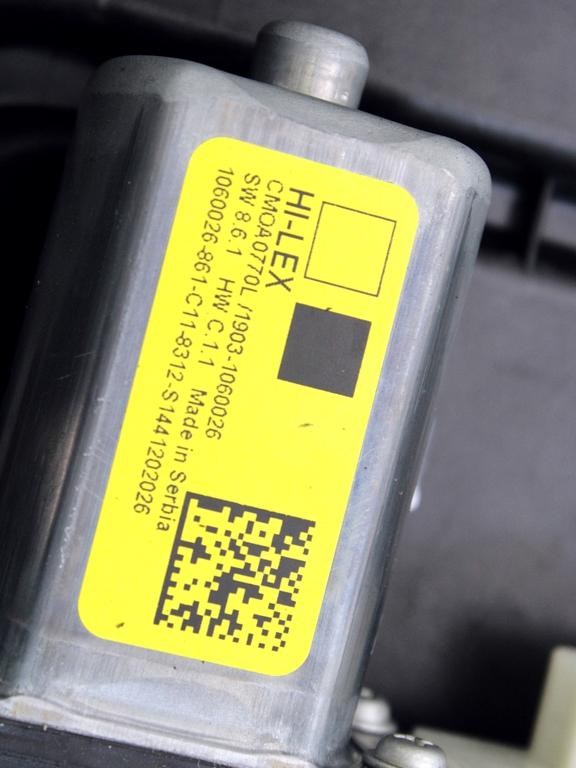 HI-LEX
CMOA0770L /1903-1060026
SW 8.6.1 HW C.1.1 Made in Serbia
1060026-861-C11-8312-S1441202026